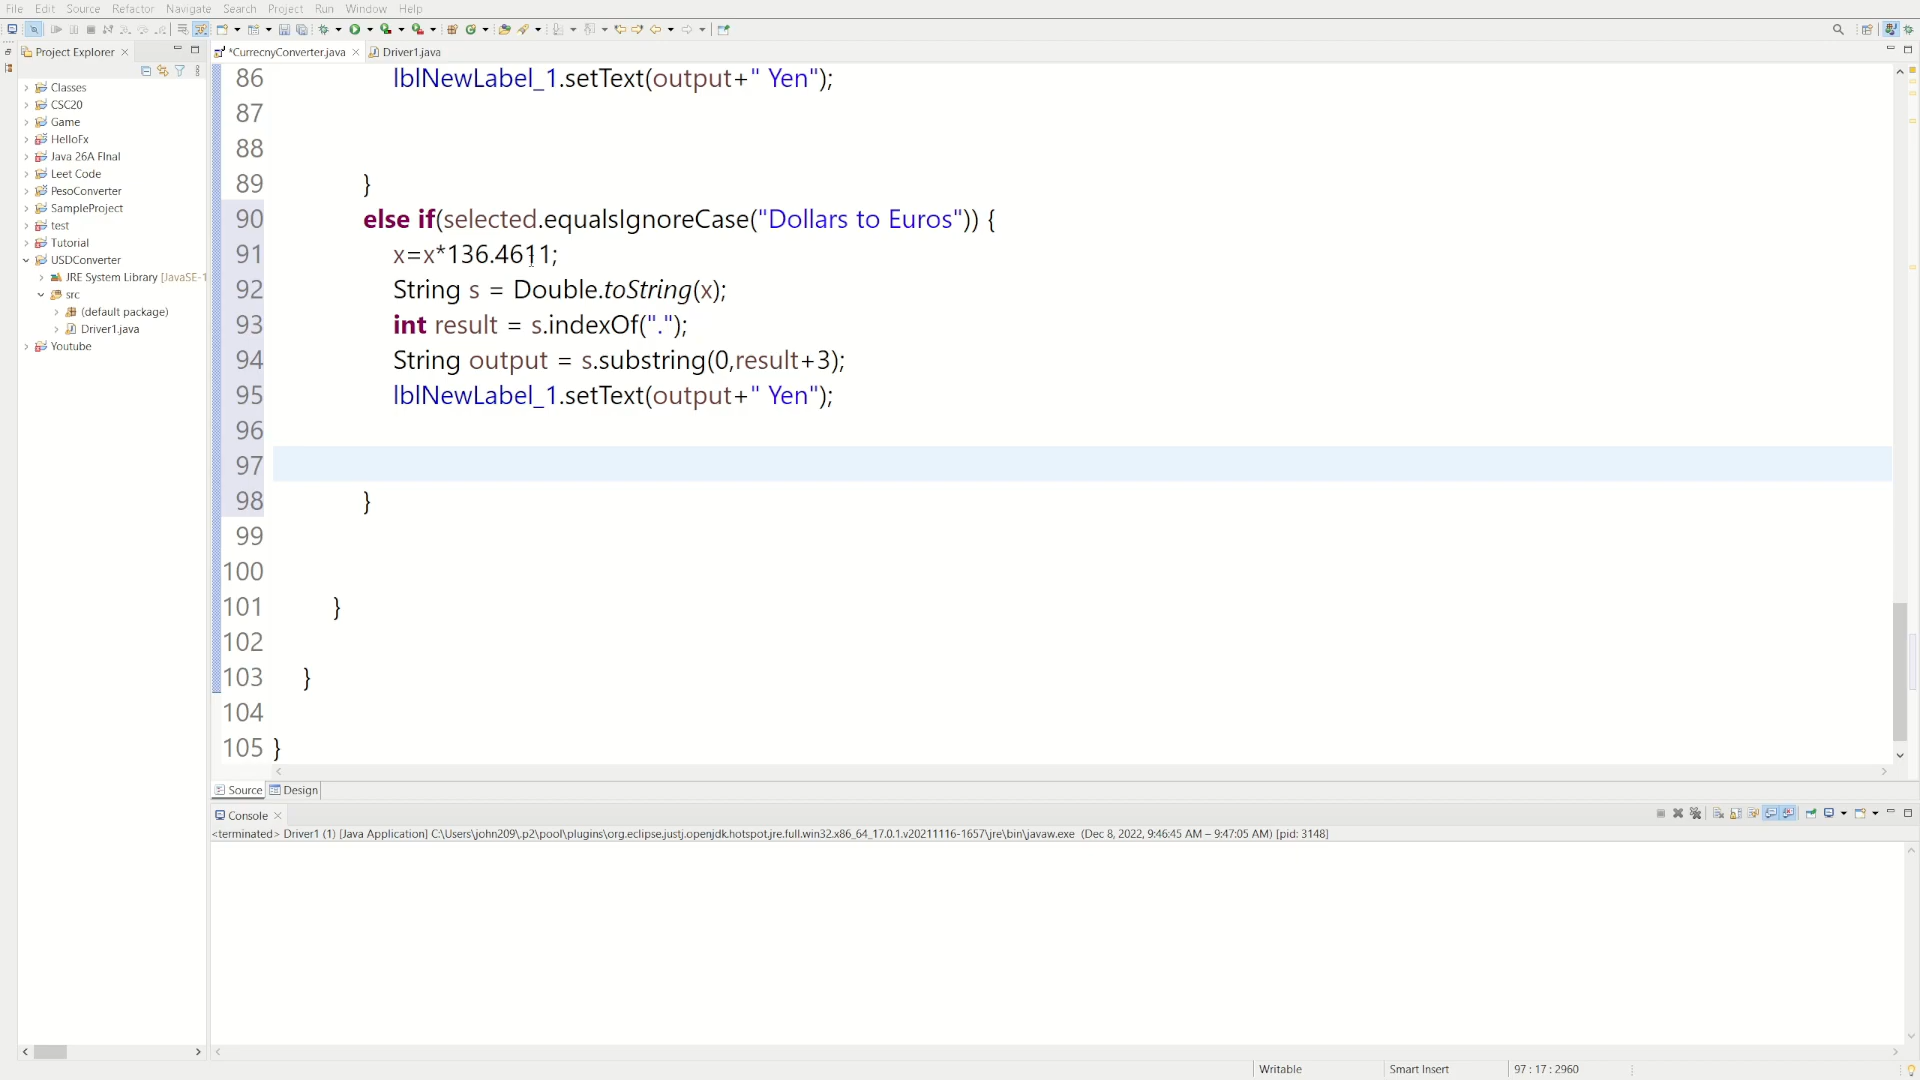 File Edit Source Refactor Navigate Search Project Run Window Help
Project Explorer
*CurrecnyConverter.java
Driver1.java
Classes
CSC20
Game
HelloFx
Java 26A FInal
Leet Code
PesoConverter
SampleProject
test
Tutorial
USDConverter
JRE System Library [JavaSE-1
src
(default package)
Driver1.java
Youtube
86 lblNewLabel_1.setText(output+" Yen");
87
88
89 }
90 else if(selected.equalsIgnoreCase("Dollars to Euros")) {
91 x=x*136.4611;
92 String s = Double.toString(x);
93 int result = s.indexOf(".");
94 String output = s.substring(0,result+3);
95 lblNewLabel_1.setText(output+" Yen");
96
97
98 }
99
100
101 }
102
103 }
104
105 }
Source Design
Console
<terminated> Driver1 (1) [Java Application] C:\Users\john209\.p2\pool\plugins\org.eclipse.justj.openjdk.hotspot.jre.full.win32.x86_64_17.0.1.v20211116-1657\jre\bin\javaw.exe (Dec 8, 2022, 9:46:45 AM – 9:47:05 AM) [pid: 3148]
Writable Smart Insert 97 : 17 : 2960